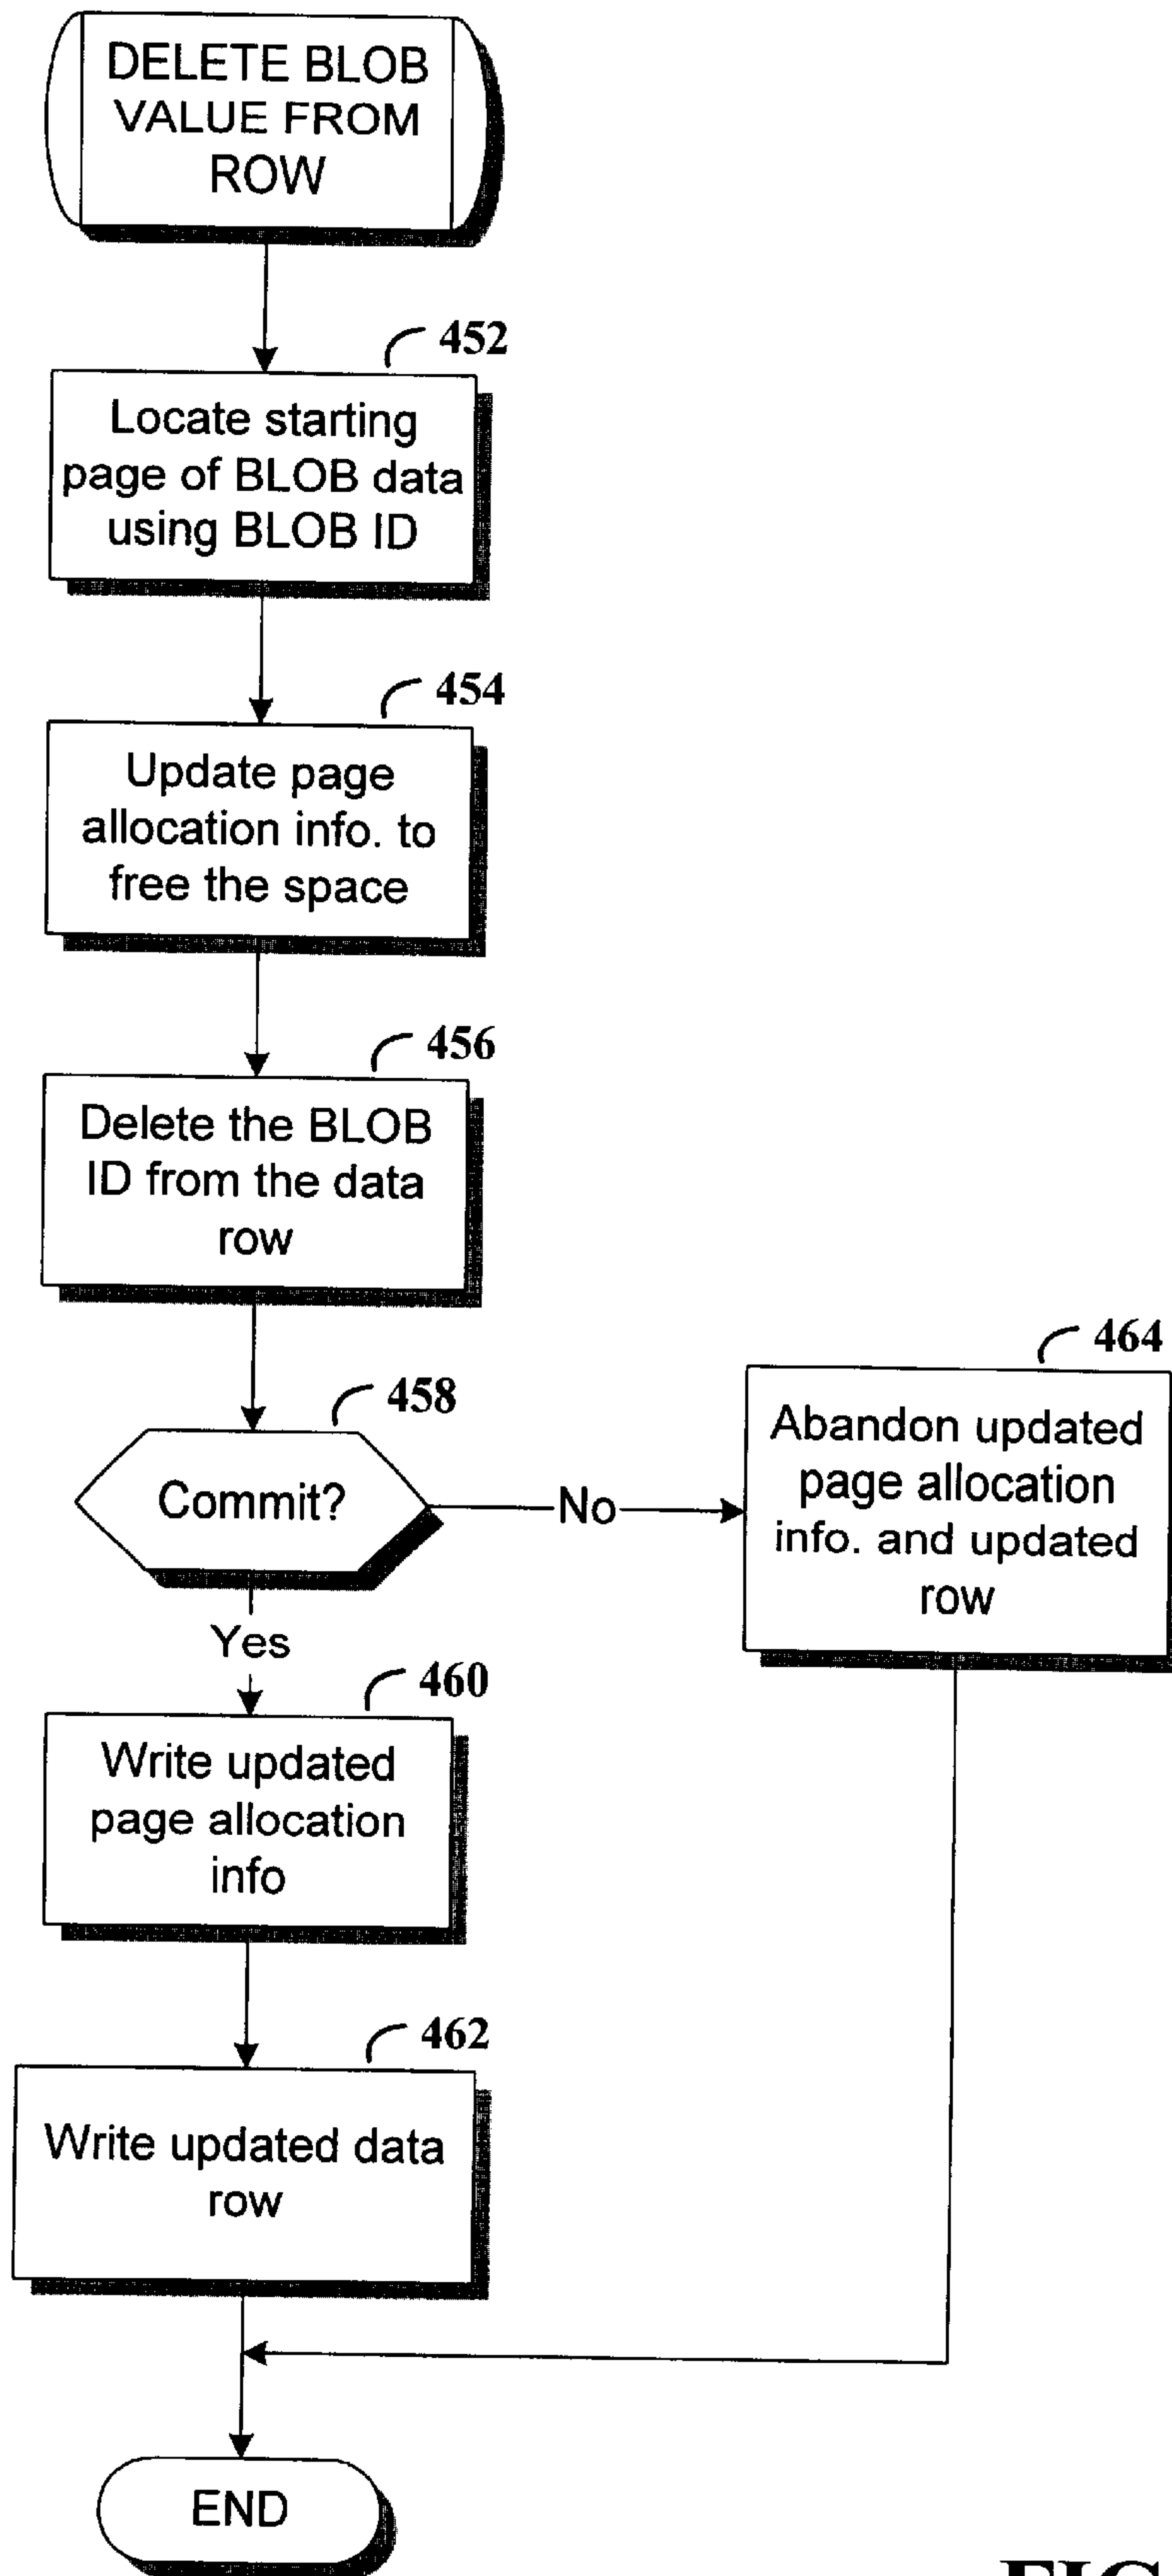 DELETE BLOB
VALUE FROM
ROW
452
Locate starting
page of BLOB data
using BLOB ID
454
Update page
allocation info. to
free the space
456
Delete the BLOB
ID from the data
row
458
Commit?
No
464
Abandon updated
page allocation
info. and updated
row
Yes
460
Write updated
page allocation
info
462
Write updated data
row
END
FIG